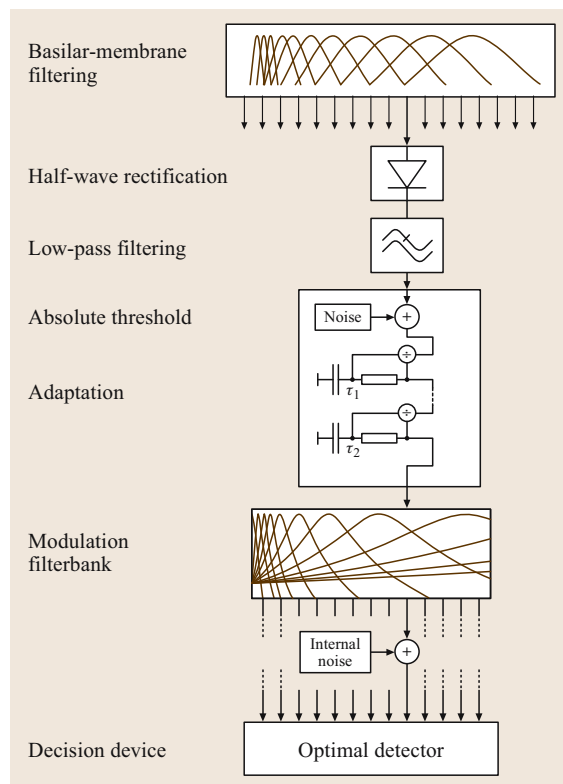 Basilar-membrane
filtering
Half-wave rectification
Low-pass filtering
Absolute threshold
Noise
+
÷
Adaptation
τ1
÷
τ2
Modulation
filterbank
Internal
noise
+
Decision device
Optimal detector